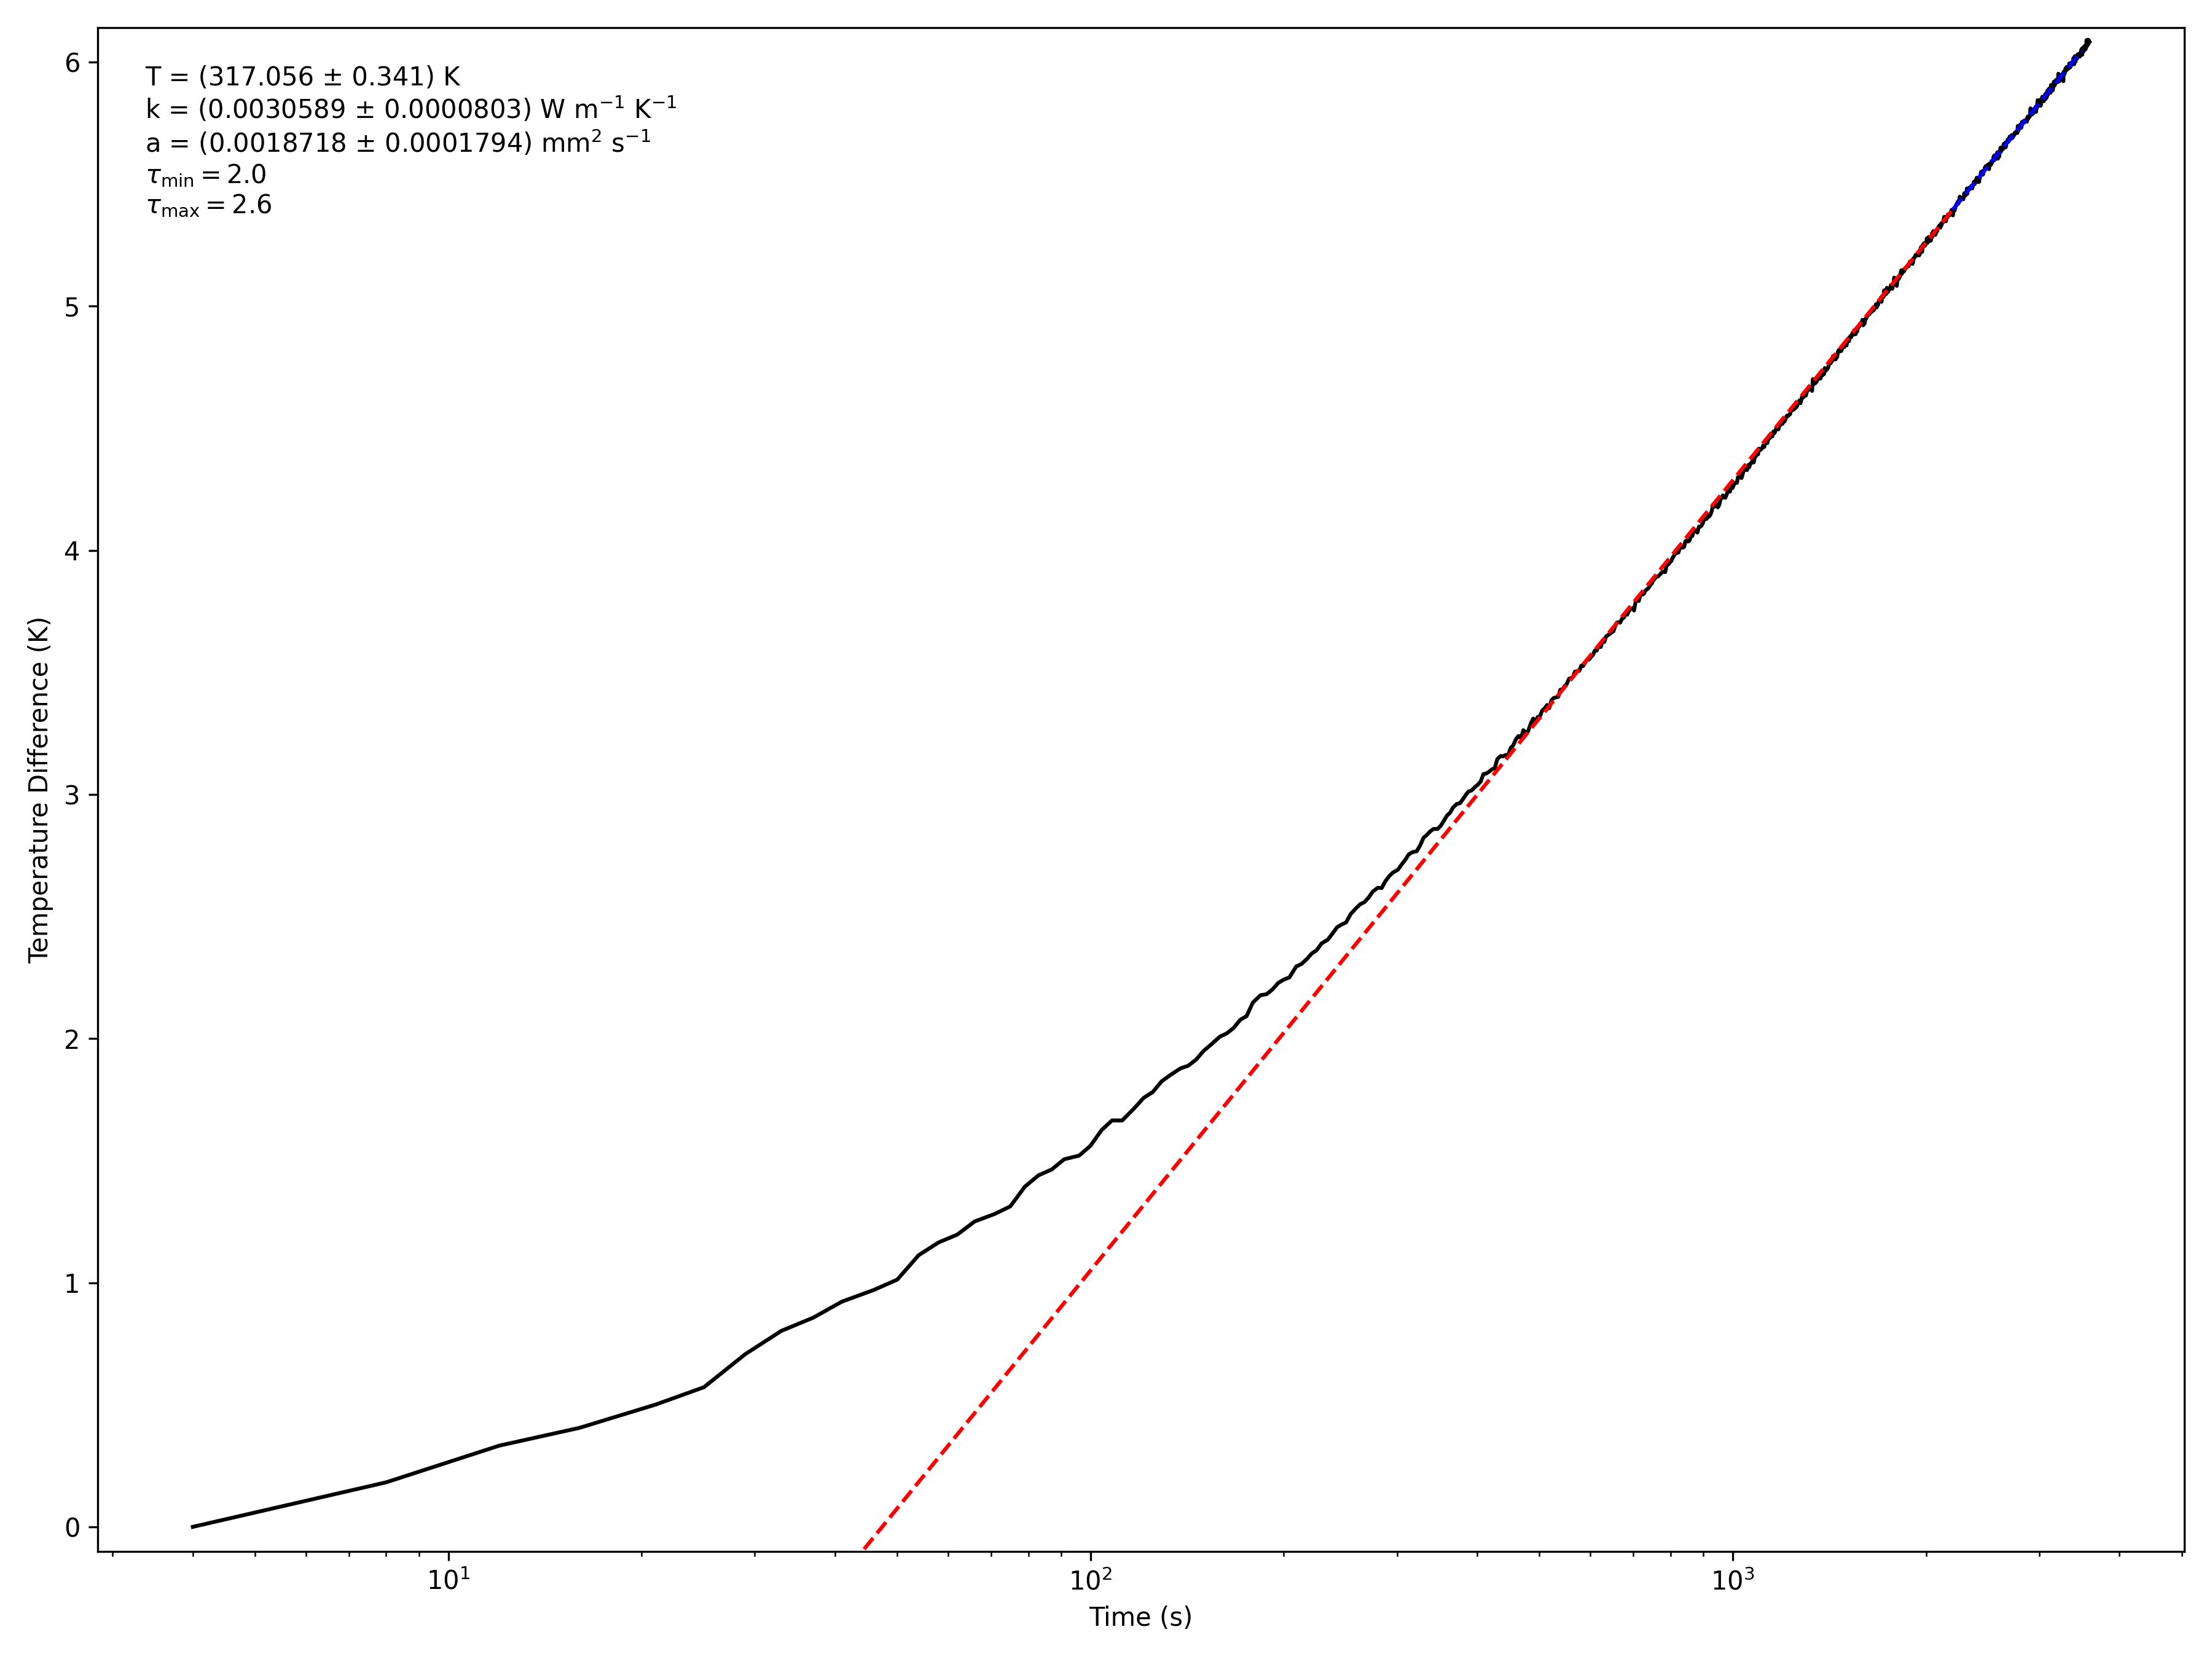 T = (317.056 ± 0.341) K
k = (0.0030589 ± 0.0000803) W m⁻¹ K⁻¹
a = (0.0018718 ± 0.0001794) mm² s⁻¹
τmin = 2.0
τmax = 2.6
6
5
4
3
2
1
0
Temperature Difference (K)
10¹
10²
10³
Time (s)